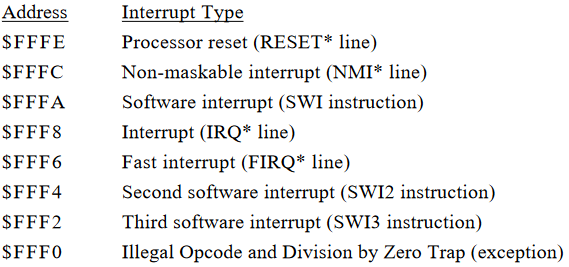 Address Interrupt Type
$FFFE Processor reset (RESET* line)
$FFFC Non-maskable interrupt (NMI* line)
$FFFA Software interrupt (SWI instruction)
$FFF8 Interrupt (IRQ* line)
$FFF6 Fast interrupt (FIRQ* line)
$FFF4 Second software interrupt (SWI2 instruction)
$FFF2 Third software interrupt (SWI3 instruction)
$FFF0 Illegal Opcode and Division by Zero Trap (exception)